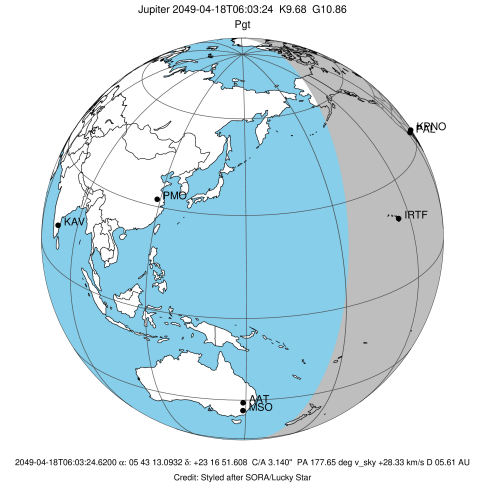 Jupiter 2049-04-18T06:03:24 K9.68 G10.86
Pgt
KPNO
PAL
PMO
IRTF
KAV
AAT
MSO
2049-04-18T06:03:24.6200 α: 05 43 13.0932 δ: +23 16 51.608 C/A 3.140" PA 177.65 deg v_sky +28.33 km/s D 05.61 AU
Credit: Styled after SORA/Lucky Star